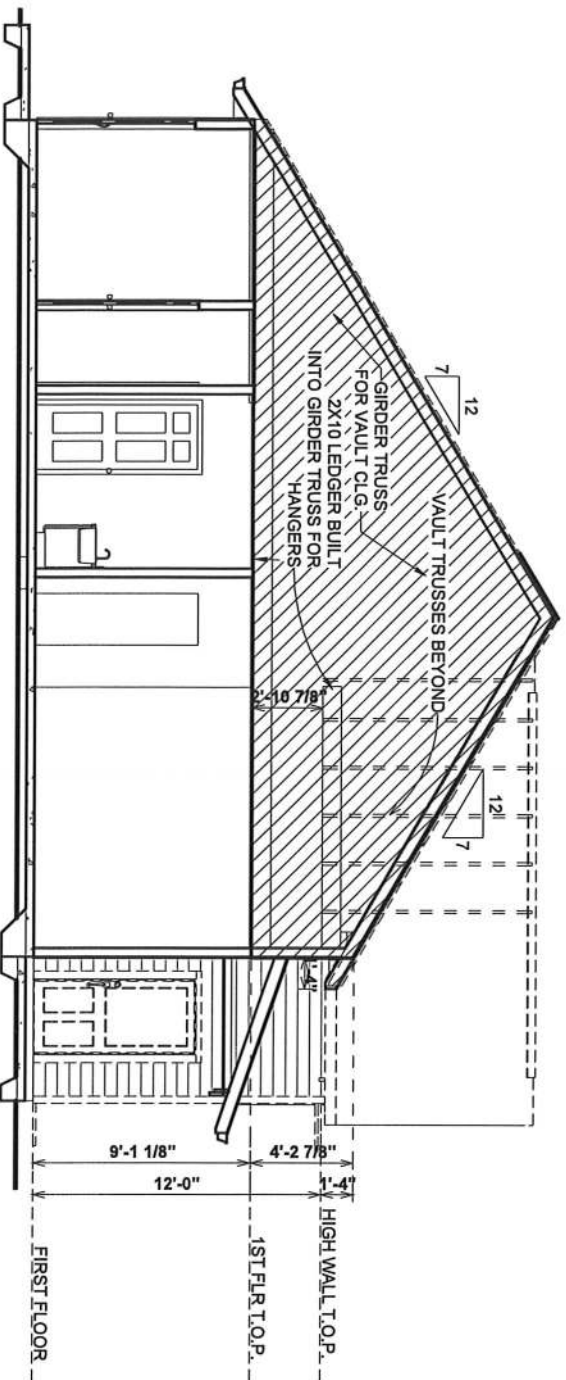 7
12
GIRDER TRUSS
FOR VAULT CLG.
2X10 LEDGER BUILT
INTO GIRDER TRUSS FOR
HANGERS
VAULT TRUSSES BEYOND
12
7
2'-10 7/8"
1'-4"
9'-1 1/8"
4'-2 7/8"
12'-0"
1'-4"
HIGH WALL T.O.P.
1ST FLR T.O.P.
FIRST FLOOR